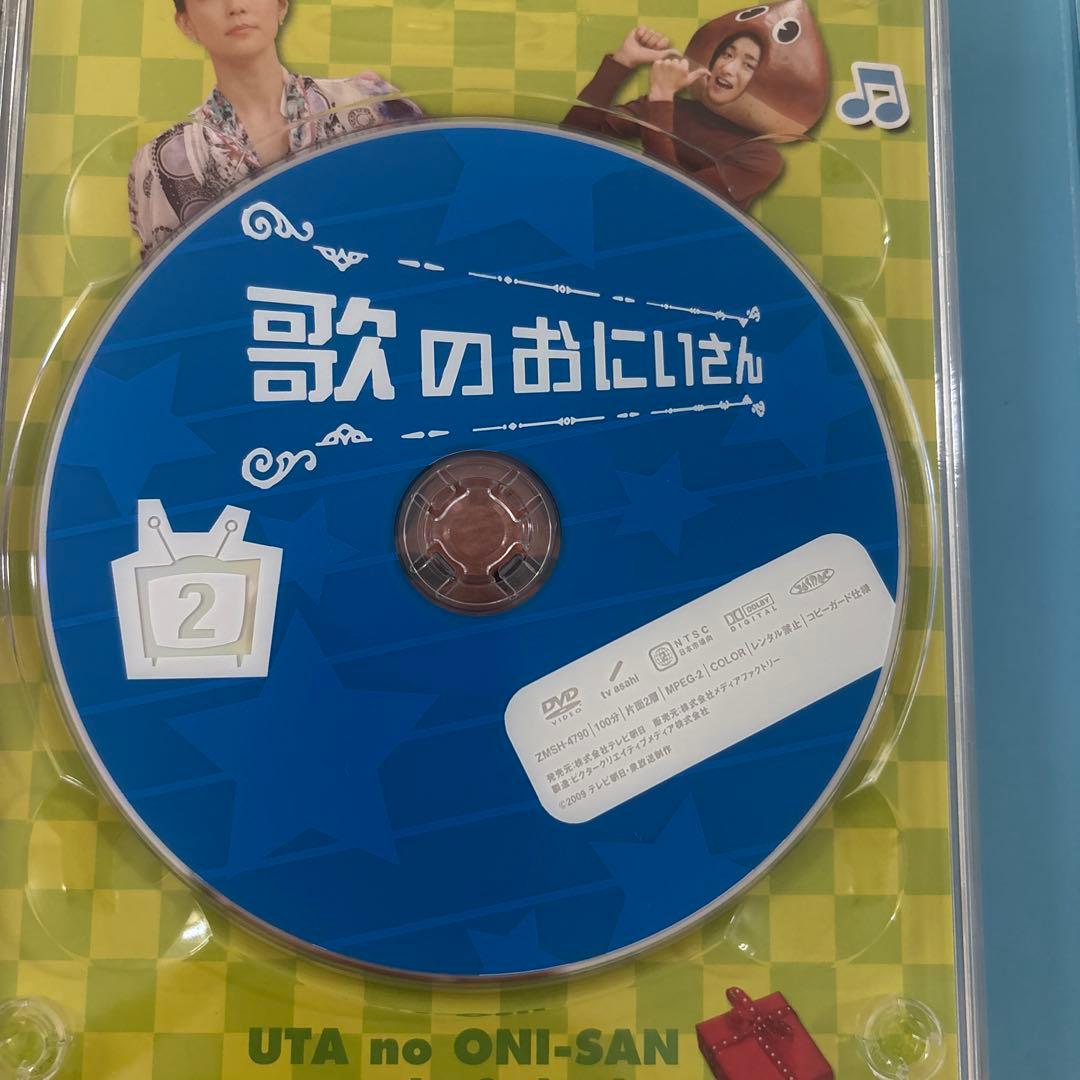 歌のおにいさん
2
DVD
VIDEO
tv asahi
NTSC
日本市場向
DOLBY
DIGITAL
ZMSH-4790|100分|片面2層|MPEG-2|COLOR|レンタル禁止|コピーガード仕様
発売元:株式会社テレビ朝日 販売元:株式会社メディアファクトリー
製造:ビクタークリエイティブメディア株式会社
©2009 テレビ朝日・泉放送制作
UTA no ONI-SAN